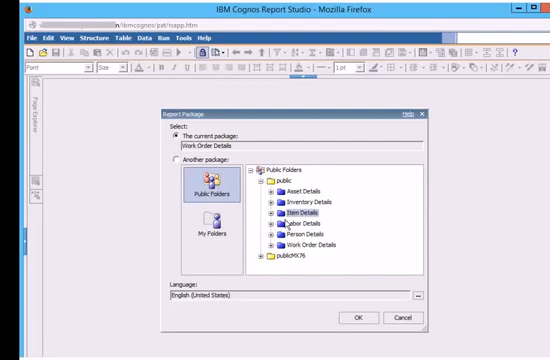 IBM Cognos Report Studio - Mozilla Firefox
/ibmcognos/pat/rsapp.htm
File Edit View Structure Table Data Run Tools Help
Font Size 1 pt
Page Explorer
Report Package Help
Select:
The current package:
Work Order Details
Another package:
Public Folders
My Folders
Public Folders
public
Asset Details
Inventory Details
Item Details
Labor Details
Person Details
Work Order Details
publicMX76
Language:
English (United States)
OK Cancel